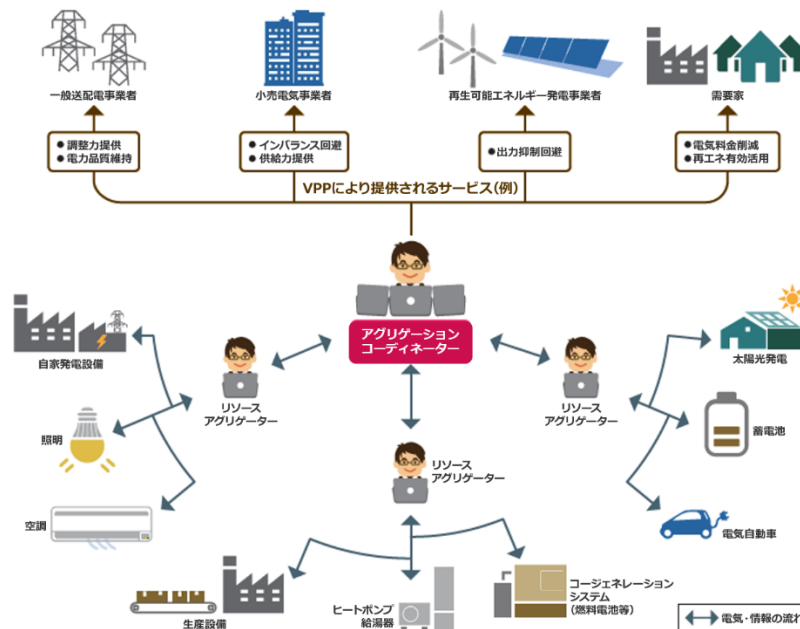 一般送配電事業者
小売電気事業者
再生可能エネルギー発電事業者
需要家
●調整力提供
●電力品質維持
●インバランス回避
●供給力提供
●出力抑制回避
●電気料金削減
●再エネ有効活用
VPPにより提供されるサービス(例)
アグリゲーション
コーディネーター
自家発電設備
リソース
アグリゲーター
リソース
アグリゲーター
太陽光発電
照明
蓄電池
リソース
アグリゲーター
空調
電気自動車
生産設備
ヒートポンプ
給湯器
コージェネレーション
システム
(燃料電池等)
電気・情報の流れ